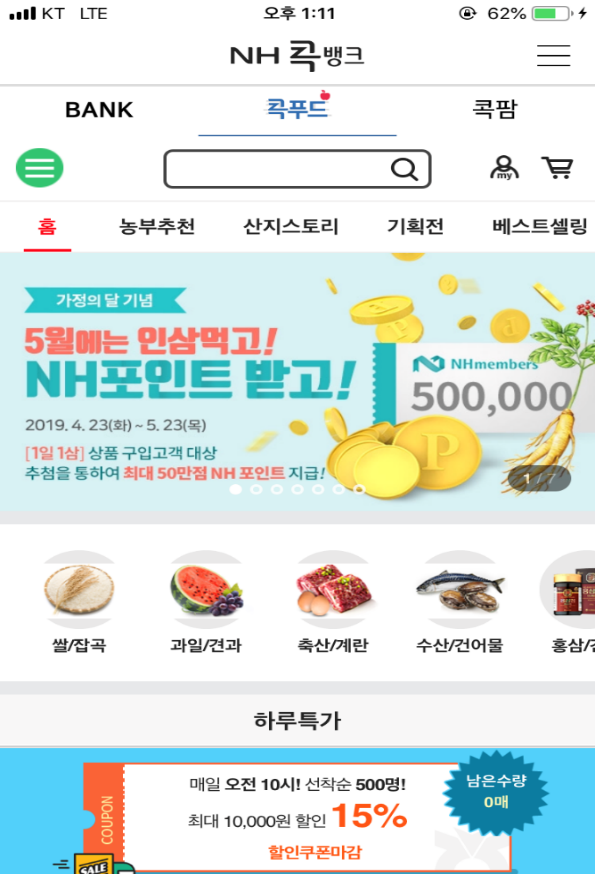 KT LTE 오후 1:11 62%
NH 콕뱅크
BANK 콕푸드 콕팜
my
홈 농부추천 산지스토리 기획전 베스트셀링
가정의 달 기념
5월에는 인삼먹고!
NH포인트 받고!
2019. 4. 23(화) ~ 5. 23(목)
[1일 1삼] 상품 구입고객 대상
추첨을 통하여 최대 50만점 NH 포인트 지급!
NHmembers
500,000
P
1
쌀/잡곡 과일/견과 축산/계란 수산/건어물 홍삼/
하루특가
COUPON
매일 오전 10시! 선착순 500명!
최대 10,000원 할인 15%
할인쿠폰마감
남은수량
0매
SALE